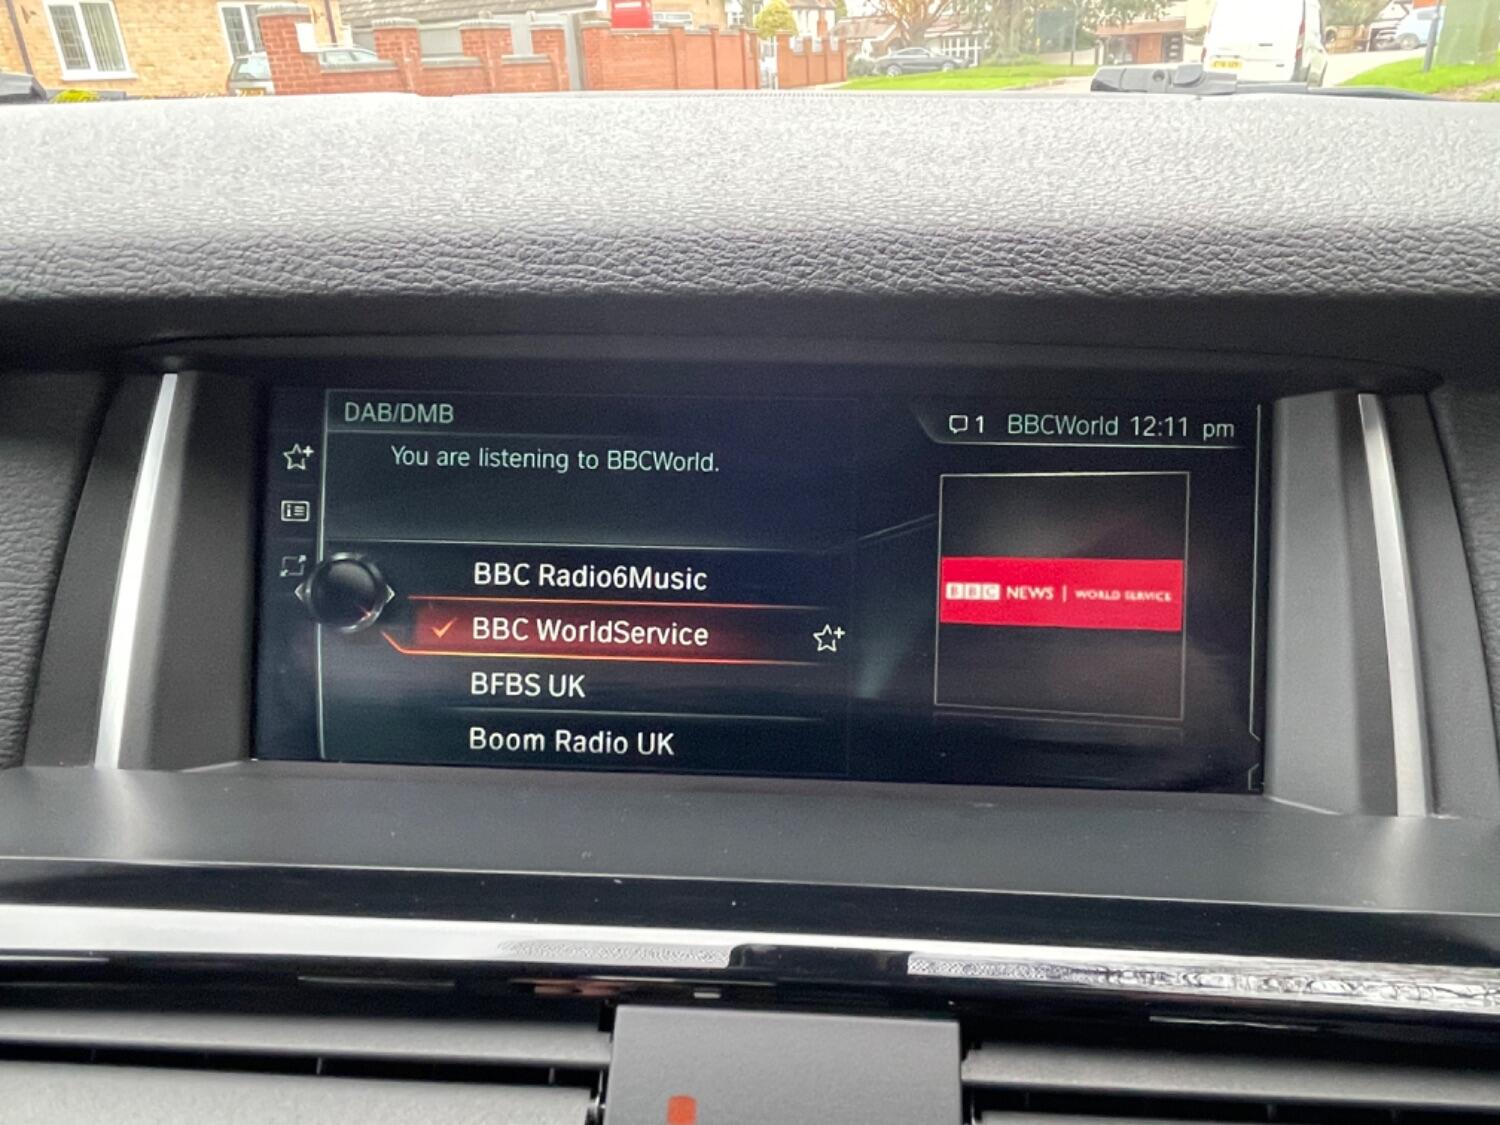 DAB/DMB
1 BBCWorld 12:11 pm
You are listening to BBCWorld.
BBC Radio6Music
BBC WorldService
BFBS UK
Boom Radio UK
BBC NEWS | WORLD SERVICE